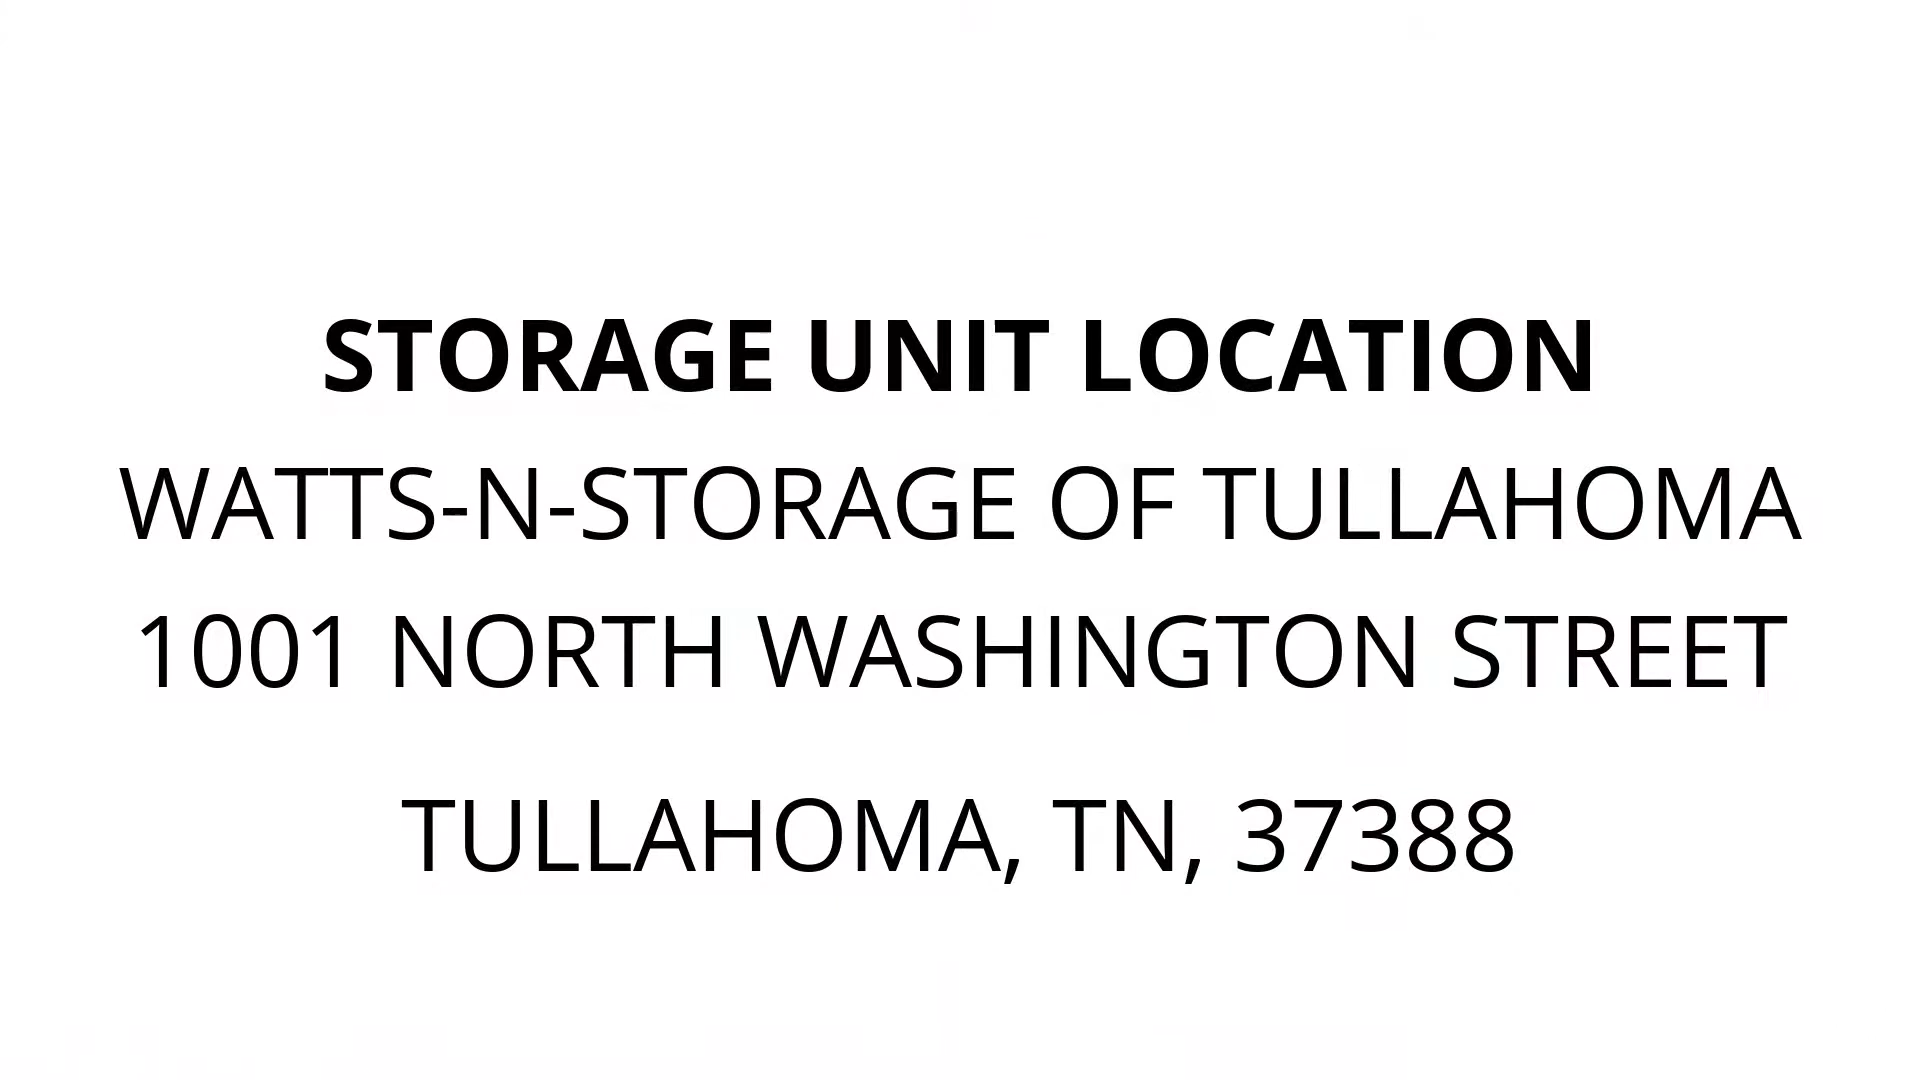 STORAGE UNIT LOCATION
WATTS-N-STORAGE OF TULLAHOMA
1001 NORTH WASHINGTON STREET
TULLAHOMA, TN, 37388